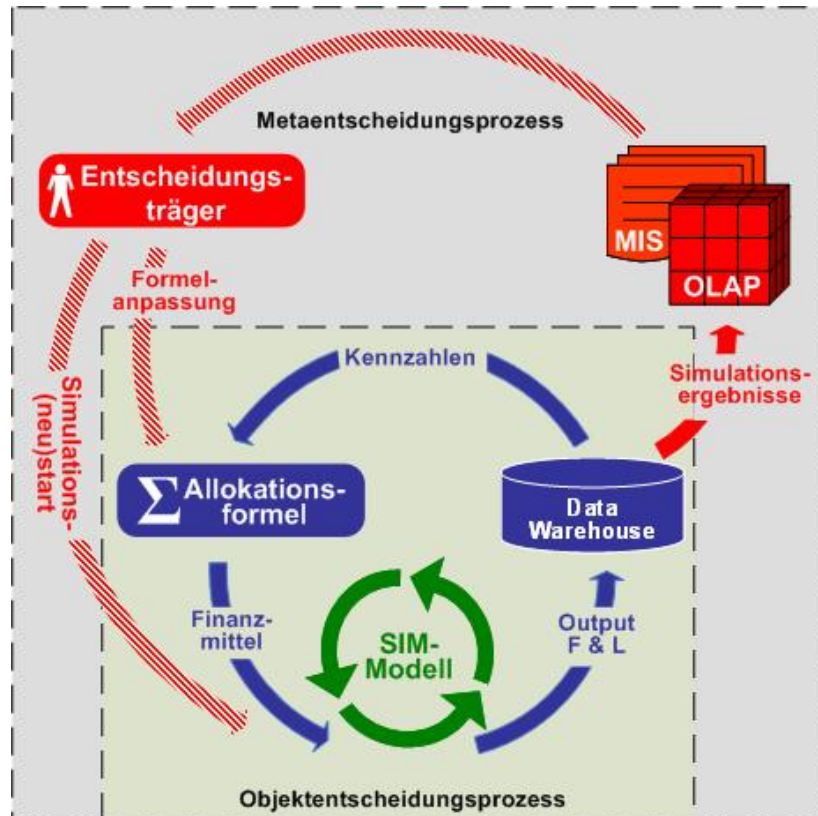 Metaentscheidungsprozess
Entscheidungs-
träger
MIS
OLAP
Formel-
anpassung
Simulations-
(neu)start
Kennzahlen
Simulations-
ergebnisse
Σ Allokations-
formel
Data
Warehouse
Finanz-
mittel
SIM-
Modell
Output
F & L
Objektentscheidungsprozess